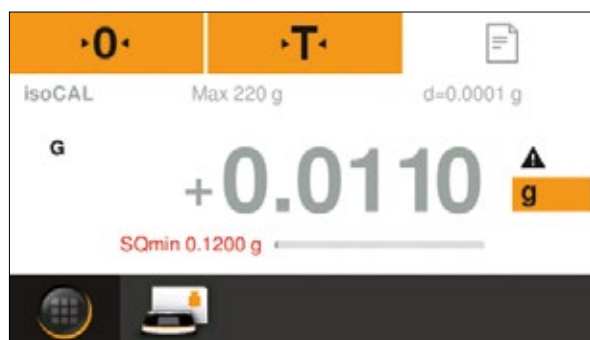 0 T
isoCAL Max 220 g d=0.0001 g
G
+0.0110 g
SQmin 0.1200 g